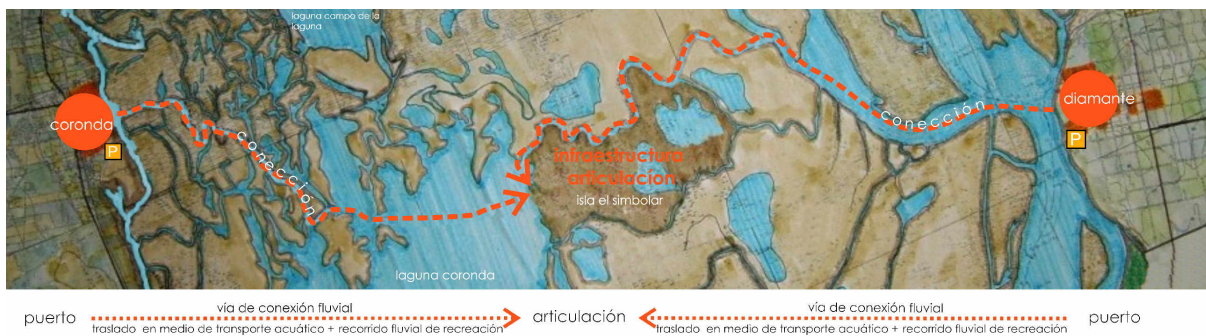 laguna campo de la
laguna
coronda
P
conección
infraestructura
articulacíon
isla el simbolar
laguna coronda
conección
diamante
P
puerto
vía de conexión fluvial
traslado en medio de transporte acuático + recorrido fluvial de recreación
articulación
vía de conexión fluvial
traslado en medio de transporte acuático + recorrido fluvial de recreación
puerto